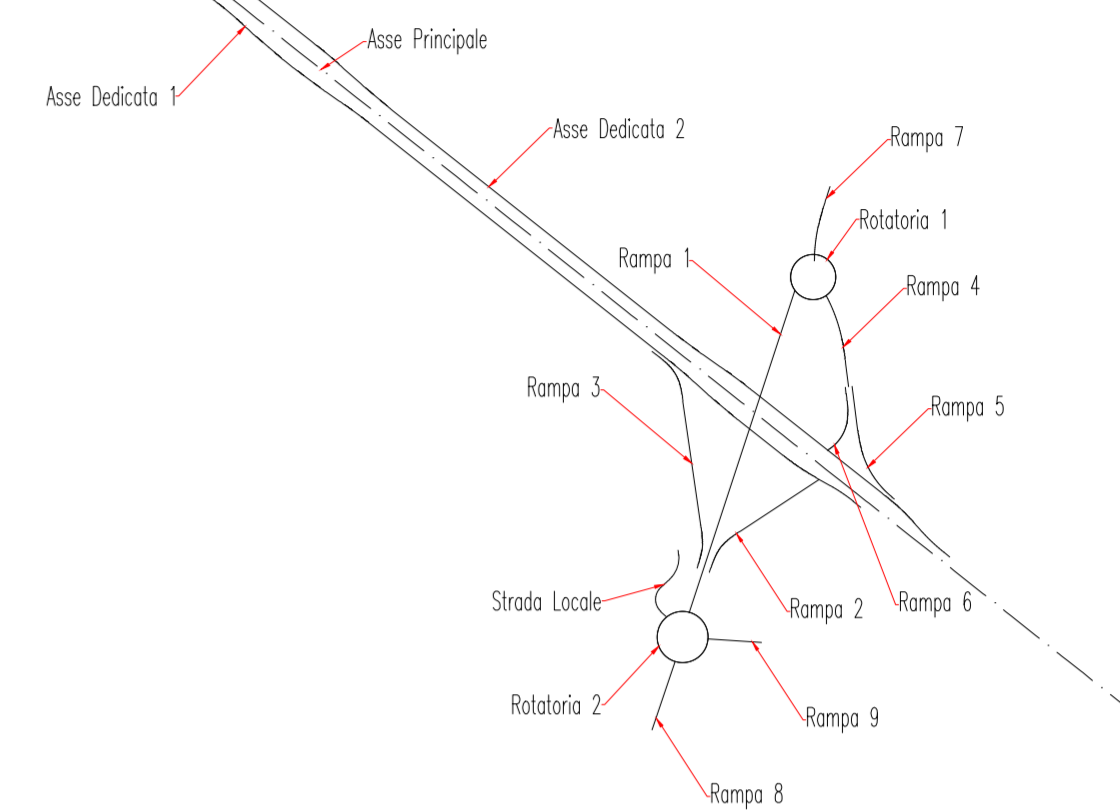 Asse Principale
Asse Dedicata 1
Asse Dedicata 2
Rampa 7
Rotatoria 1
Rampa 1
Rampa 4
Rampa 3
Rampa 5
Strada Locale
Rampa 2
Rampa 6
Rotatoria 2
Rampa 9
Rampa 8